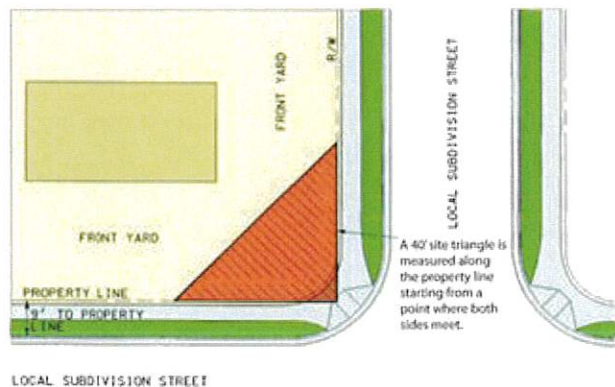 R/W
FRONT YARD
LOCAL SUBDIVISION STREET
FRONT YARD
A 40' site triangle is
measured along
the property line
starting from a
point where both
sides meet.
PROPERTY LINE
9' TO PROPERTY
LINE
LOCAL SUBDIVISION STREET